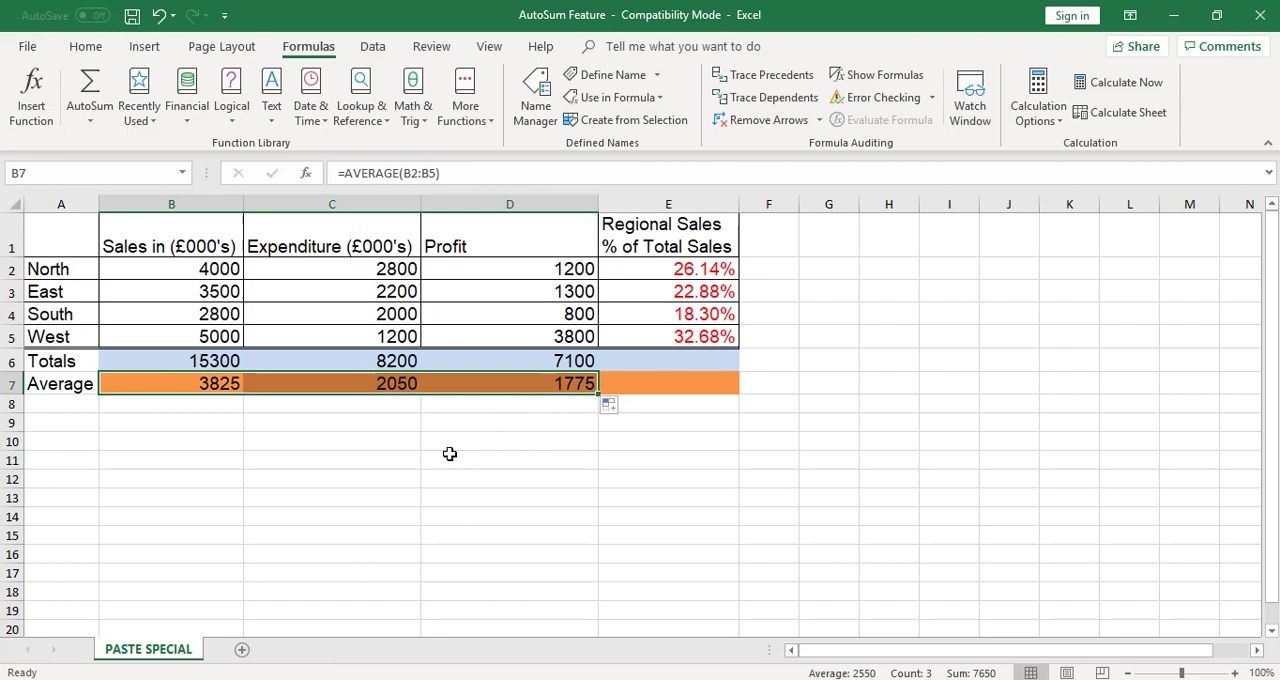 AutoSave Off
AutoSum Feature - Compatibility Mode - Excel
Sign in
File Home Insert Page Layout Formulas Data Review View Help Tell me what you want to do
Share Comments
Insert Function
AutoSum
Recently Used
Financial
Logical
Text
Date & Time
Lookup & Reference
Math & Trig
More Functions
Function Library
Name Manager
Define Name
Use in Formula
Create from Selection
Defined Names
Trace Precedents
Trace Dependents
Remove Arrows
Show Formulas
Error Checking
Evaluate Formula
Formula Auditing
Watch Window
Calculation Options
Calculate Now
Calculate Sheet
Calculation
B7 fx =AVERAGE(B2:B5)
A B C D E F G H I J K L M N
Regional Sales
1 Sales in (£000's) Expenditure (£000's) Profit % of Total Sales
2 North 4000 2800 1200 26.14%
3 East 3500 2200 1300 22.88%
4 South 2800 2000 800 18.30%
5 West 5000 1200 3800 32.68%
6 Totals 15300 8200 7100
7 Average 3825 2050 1775
8
9
10
11
12
13
14
15
16
17
18
19
20
PASTE SPECIAL
Ready Average: 2550 Count: 3 Sum: 7650 100%